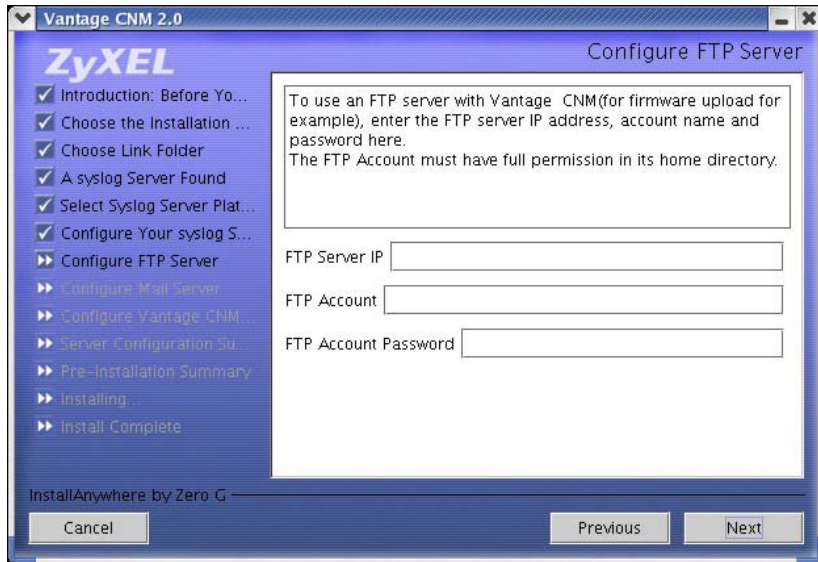 Vantage CNM 2.0
ZyXEL
Configure FTP Server
Introduction: Before Yo...
Choose the Installation ...
Choose Link Folder
A syslog Server Found
Select Syslog Server Plat...
Configure Your syslog S...
Configure FTP Server
Configure Mail Server
Configure Vantage CNM...
Server Configuration Su...
Pre-Installation Summary
Installing...
Install Complete
To use an FTP server with Vantage CNM(for firmware upload for
example), enter the FTP server IP address, account name and
password here.
The FTP Account must have full permission in its home directory.
FTP Server IP
FTP Account
FTP Account Password
InstallAnywhere by Zero G
Cancel
Previous
Next